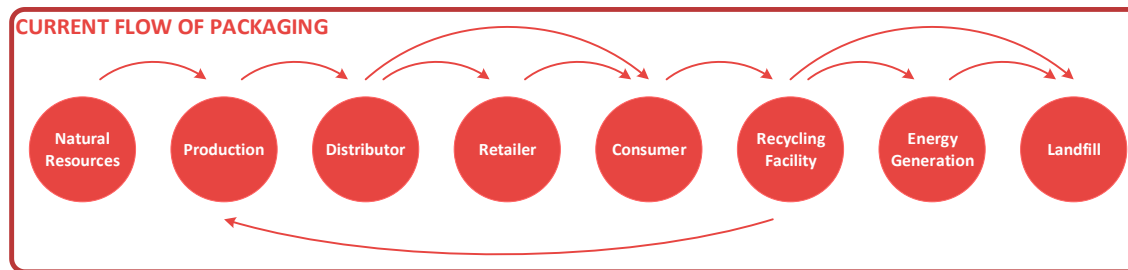 CURRENT FLOW OF PACKAGING
Natural
Resources
Production
Distributor
Retailer
Consumer
Recycling
Facility
Energy
Generation
Landfill